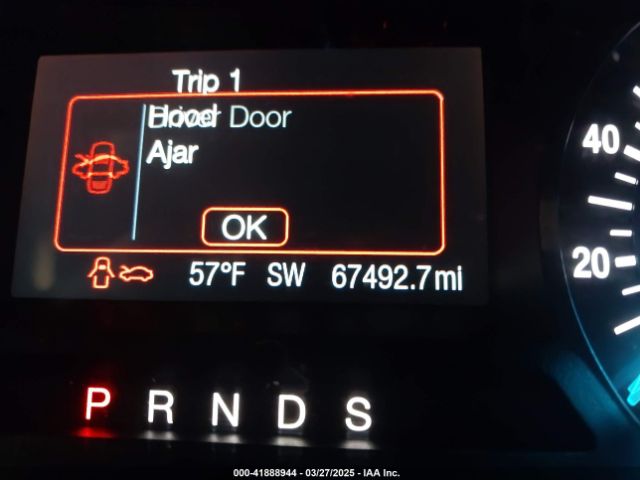 Trip 1
Door
Ajar
OK
57°F SW 67492.7mi
40
20
P R N D S
000-41888944 - 03/27/2025 - IAA Inc.